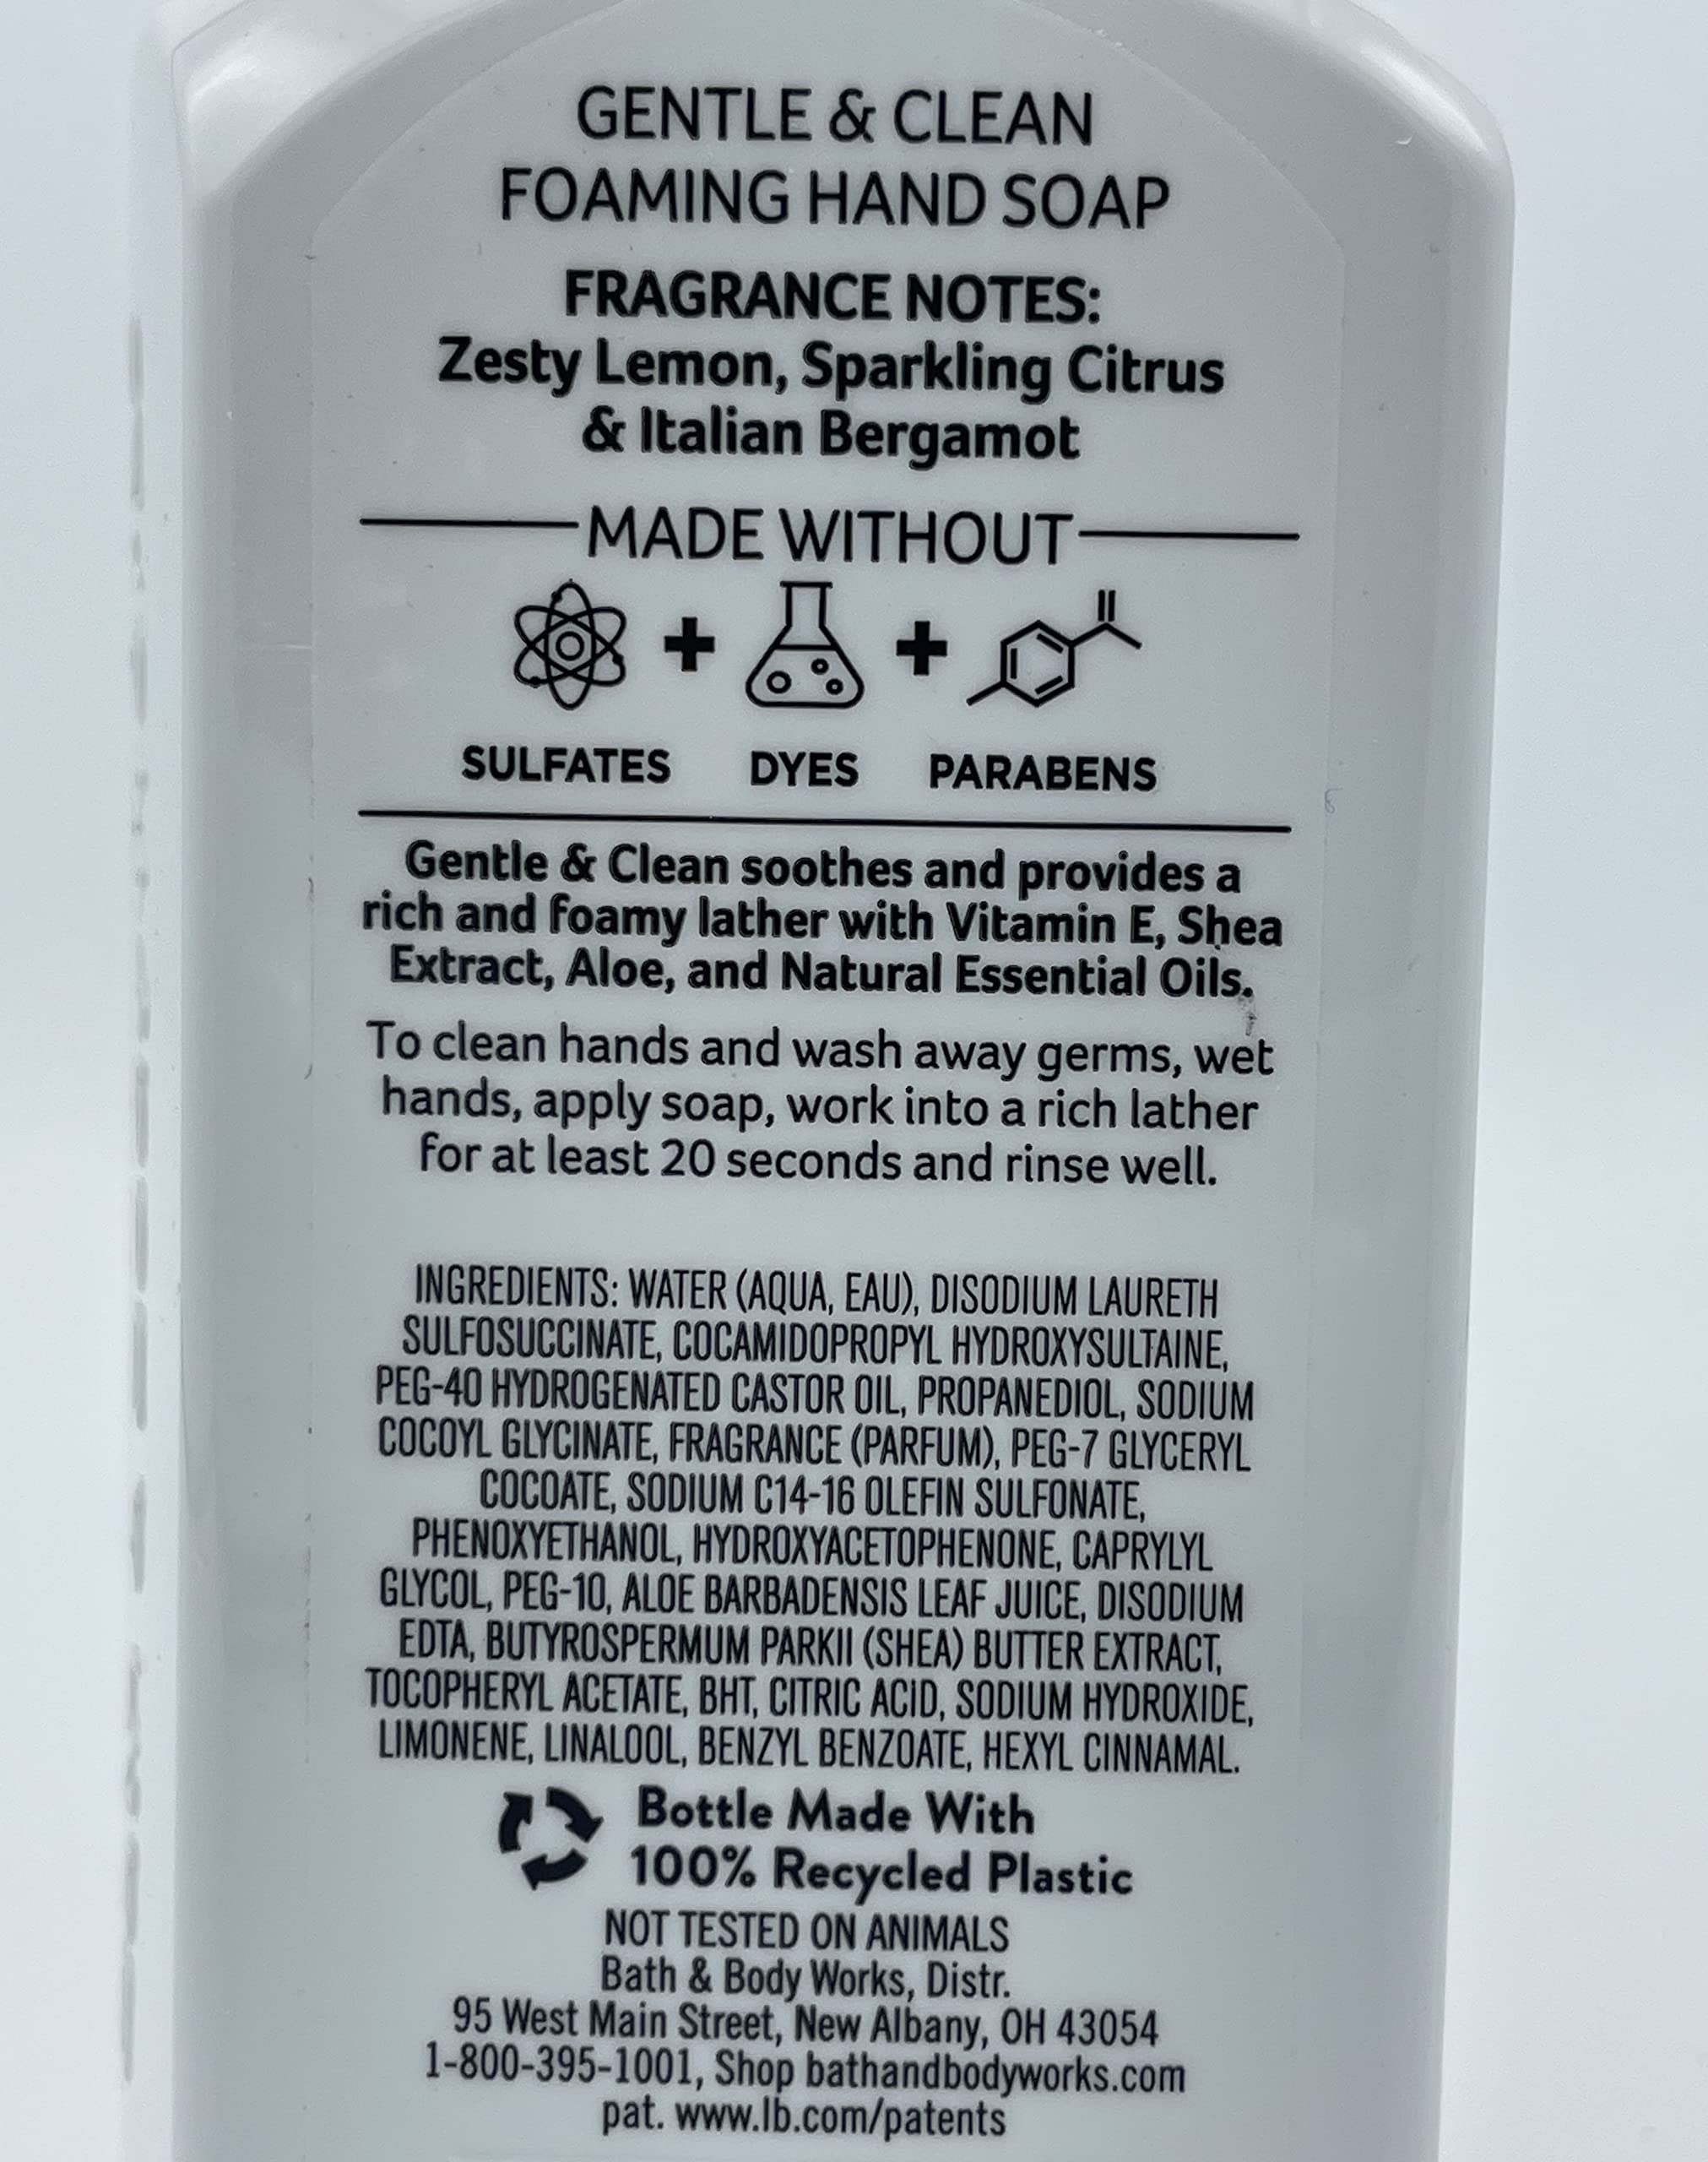 GENTLE & CLEAN
FOAMING HAND SOAP
FRAGRANCE NOTES:
Zesty Lemon, Sparkling Citrus
& Italian Bergamot
MADE WITHOUT
SULFATES + DYES + PARABENS
Gentle & Clean soothes and provides a
rich and foamy lather with Vitamin E, Shea
Extract, Aloe, and Natural Essential Oils.
To clean hands and wash away germs, wet
hands, apply soap, work into a rich lather
for at least 20 seconds and rinse well.
INGREDIENTS: WATER (AQUA, EAU), DISODIUM LAURETH
SULFOSUCCINATE, COCAMIDOPROPYL HYDROXYSULTAINE,
PEG-40 HYDROGENATED CASTOR OIL, PROPANEDIOL, SODIUM
COCOYL GLYCINATE, FRAGRANCE (PARFUM), PEG-7 GLYCERYL
COCOATE, SODIUM C14-16 OLEFIN SULFONATE,
PHENOXYETHANOL, HYDROXYACETOPHENONE, CAPRYLYL
GLYCOL, PEG-10, ALOE BARBADENSIS LEAF JUICE, DISODIUM
EDTA, BUTYROSPERMUM PARKII (SHEA) BUTTER EXTRACT,
TOCOPHERYL ACETATE, BHT, CITRIC ACID, SODIUM HYDROXIDE,
LIMONENE, LINALOOL, BENZYL BENZOATE, HEXYL CINNAMAL.
Bottle Made With
100% Recycled Plastic
NOT TESTED ON ANIMALS
Bath & Body Works, Distr.
95 West Main Street, New Albany, OH 43054
1-800-395-1001, Shop bathandbodyworks.com
pat. www.lb.com/patents